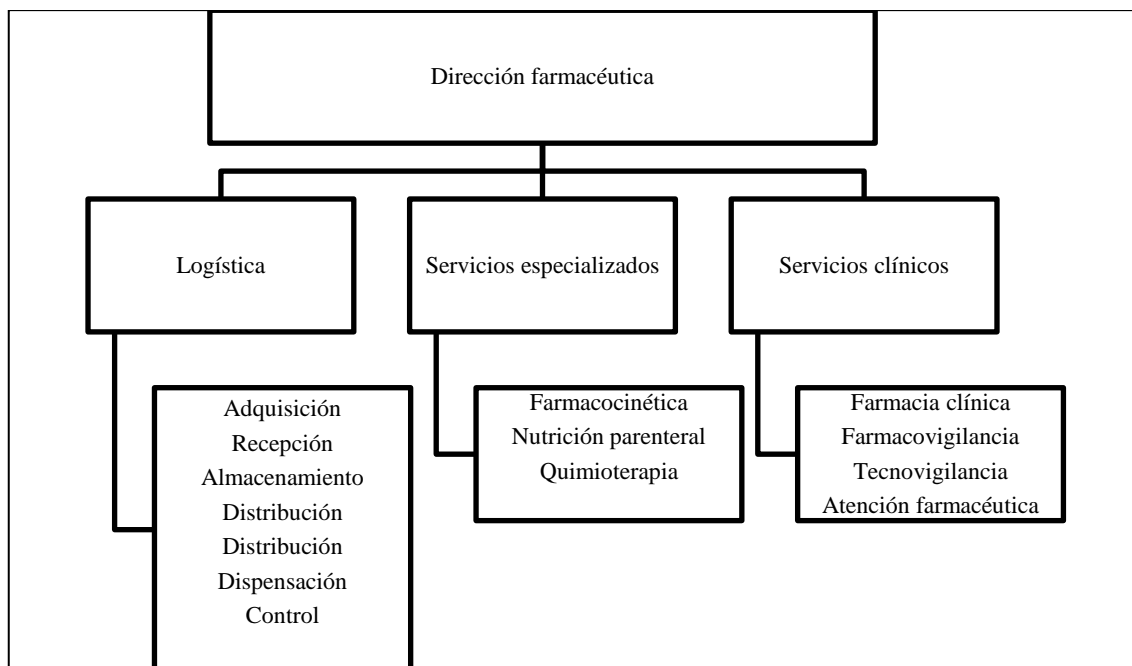 Dirección farmacéutica
Logística
Servicios especializados
Servicios clínicos
Adquisición
Recepción
Almacenamiento
Distribución
Distribución
Dispensación
Control
Farmacocinética
Nutrición parenteral
Quimioterapia
Farmacia clínica
Farmacovigilancia
Tecnovigilancia
Atención farmacéutica